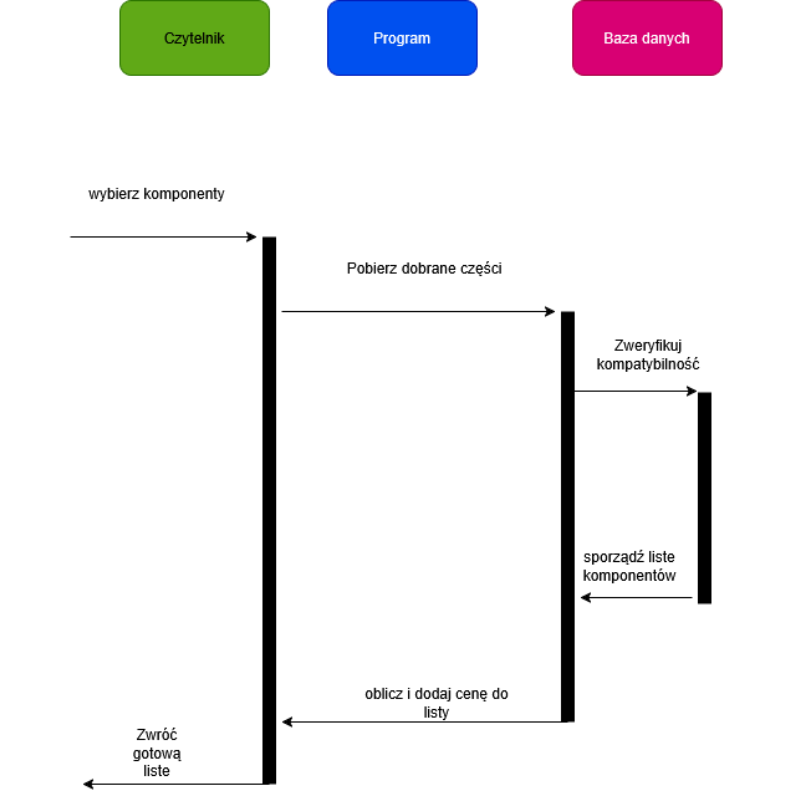 Czytelnik
Program
Baza danych
wybierz komponenty
Pobierz dobrane części
Zweryfikuj
kompatybilność
sporządź liste
komponentów
oblicz i dodaj cenę do
listy
Zwróć
gotową
liste